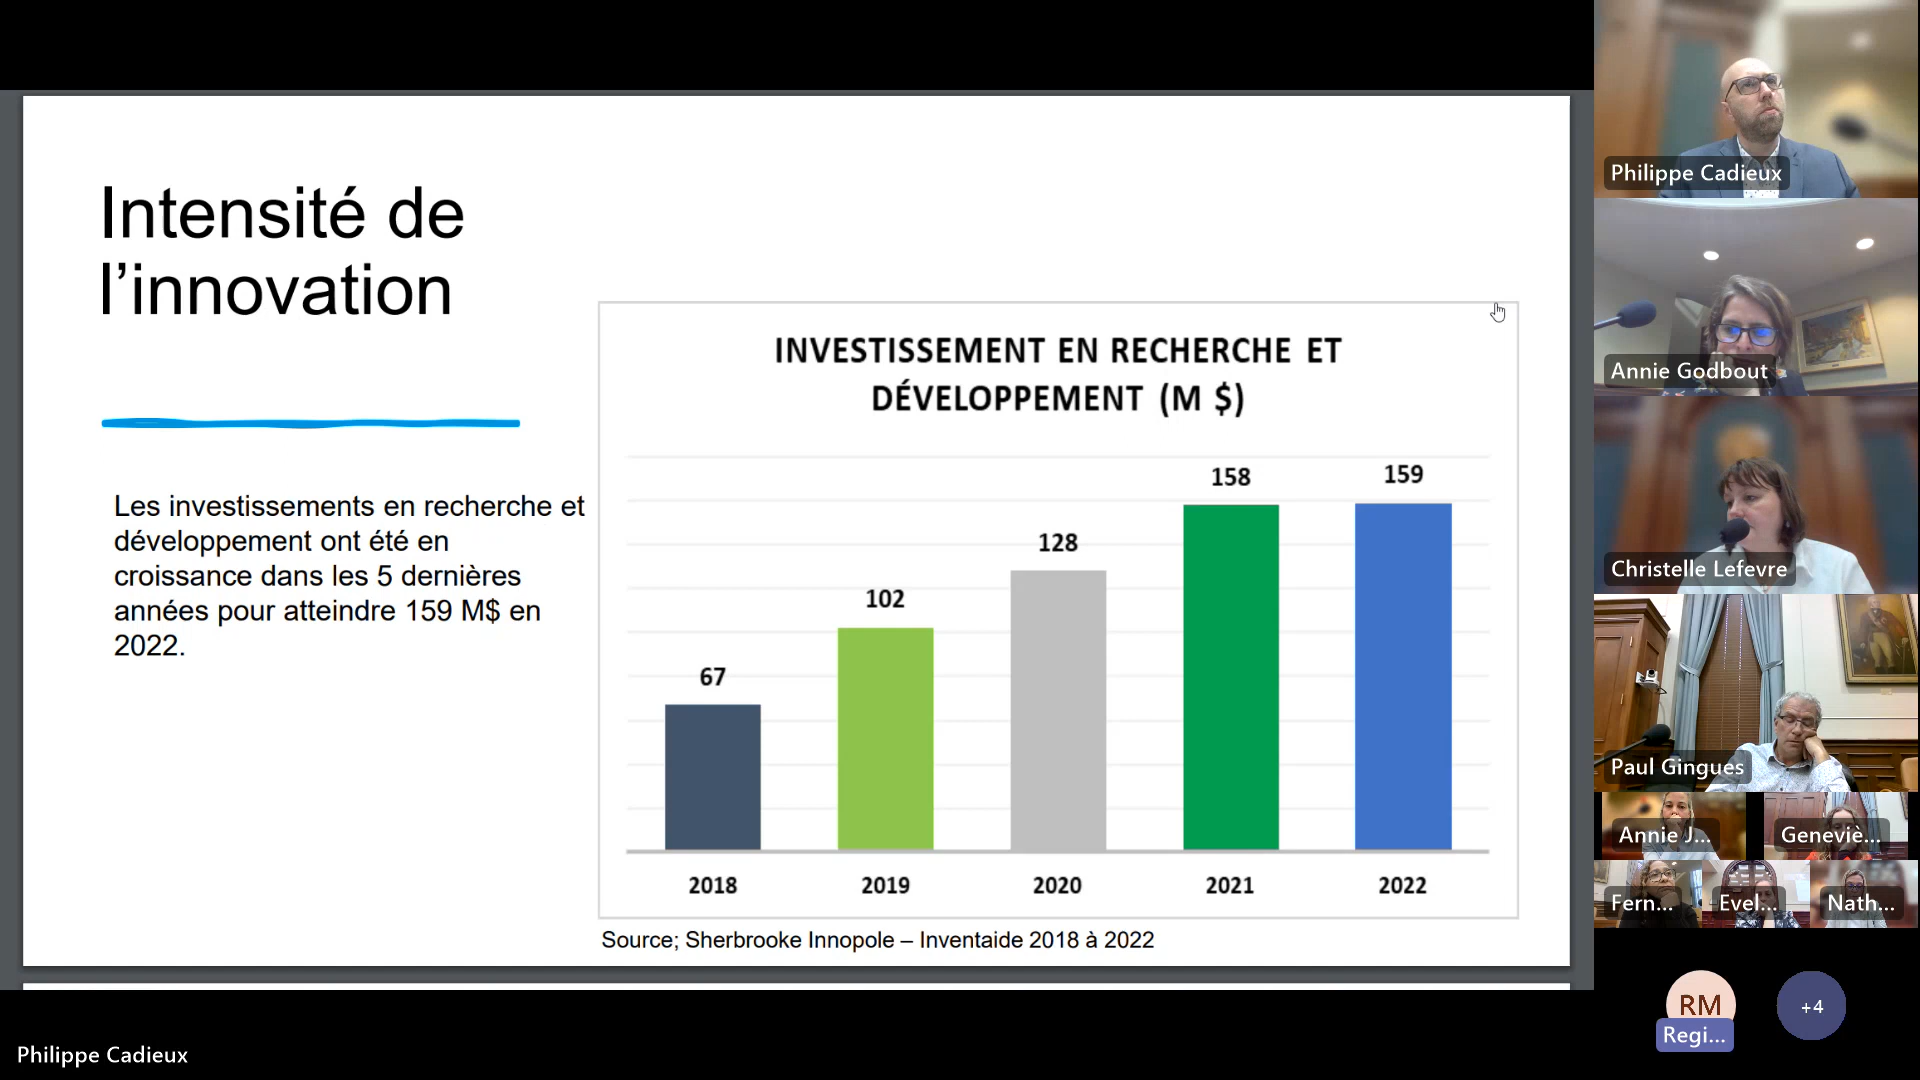 Intensité de
l’innovation
Les investissements en recherche et
développement ont été en
croissance dans les 5 dernières
années pour atteindre 159 M$ en
2022.
INVESTISSEMENT EN RECHERCHE ET
DÉVELOPPEMENT (M $)
67
102
128
158
159
2018
2019
2020
2021
2022
Source; Sherbrooke Innopole – Inventaide 2018 à 2022
Philippe Cadieux
Annie Godbout
Christelle Lefevre
Paul Gingues
Annie J...
Geneviè...
Fern...
Evel...
Nath...
RM
Regi...
+4
Philippe Cadieux